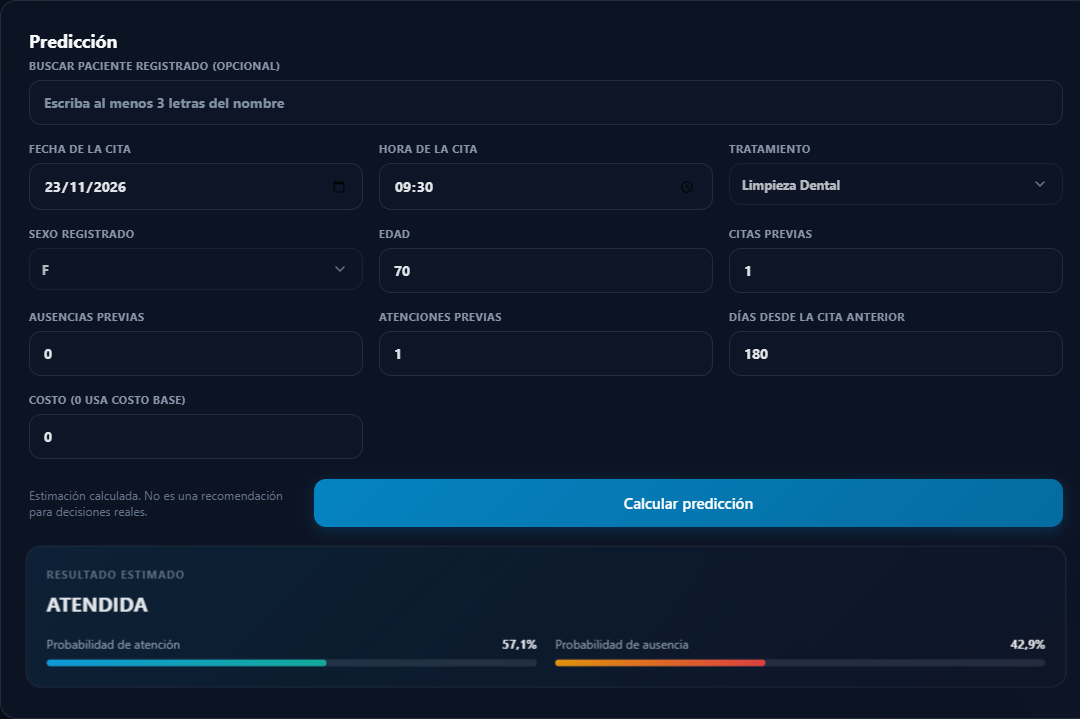 Predicción
BUSCAR PACIENTE REGISTRADO (OPCIONAL)
Escriba al menos 3 letras del nombre
FECHA DE LA CITA
23/11/2026
HORA DE LA CITA
09:30
TRATAMIENTO
Limpieza Dental
SEXO REGISTRADO
F
EDAD
70
CITAS PREVIAS
1
AUSENCIAS PREVIAS
0
ATENCIONES PREVIAS
1
DÍAS DESDE LA CITA ANTERIOR
180
COSTO (0 USA COSTO BASE)
0
Estimación calculada. No es una recomendación
para decisiones reales.
Calcular predicción
RESULTADO ESTIMADO
ATENDIDA
Probabilidad de atención 57,1%
Probabilidad de ausencia 42,9%